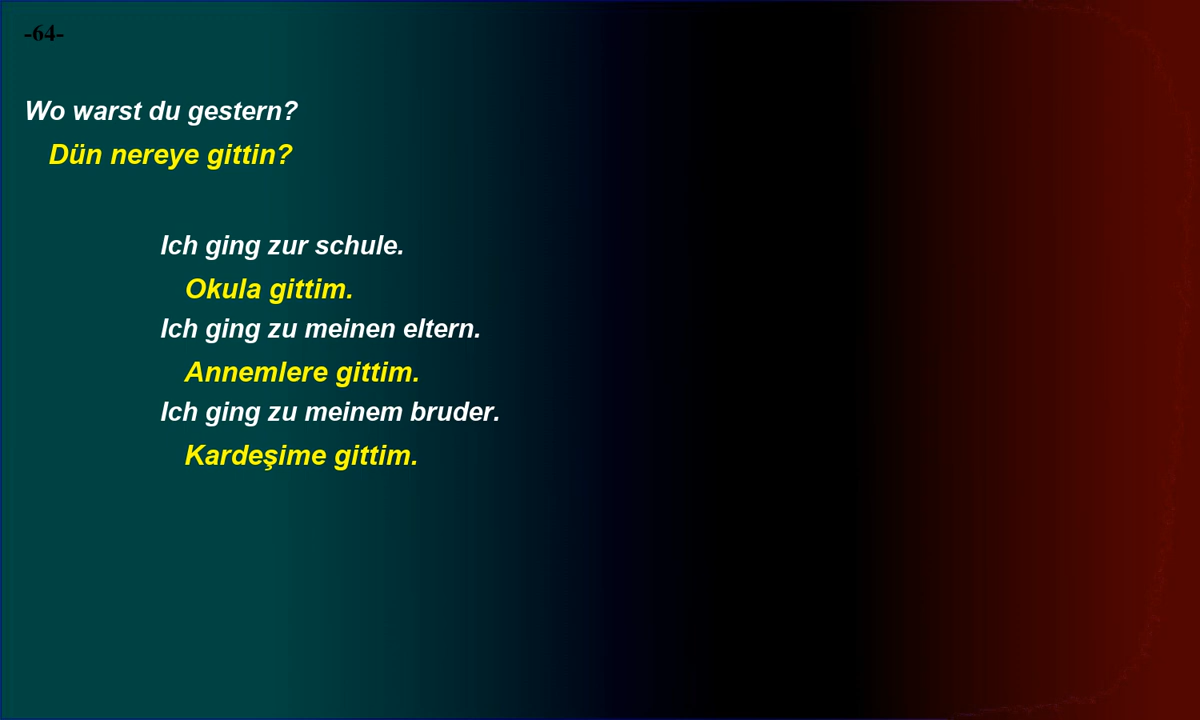 -64-
Wo warst du gestern?
Dün nereye gittin?
Ich ging zur schule.
Okula gittim.
Ich ging zu meinen eltern.
Annemlere gittim.
Ich ging zu meinem bruder.
Kardeşime gittim.